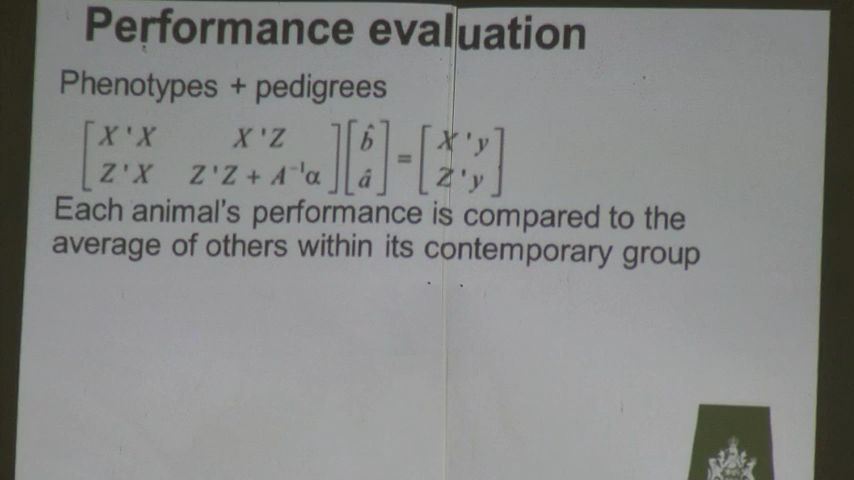 Performance evaluation
Phenotypes + pedigrees
[X'X X'Z] [b̂] = [X'y]
[Z'X Z'Z + A⁻¹α] [â] [Z'y]
Each animal's performance is compared to the
average of others within its contemporary group